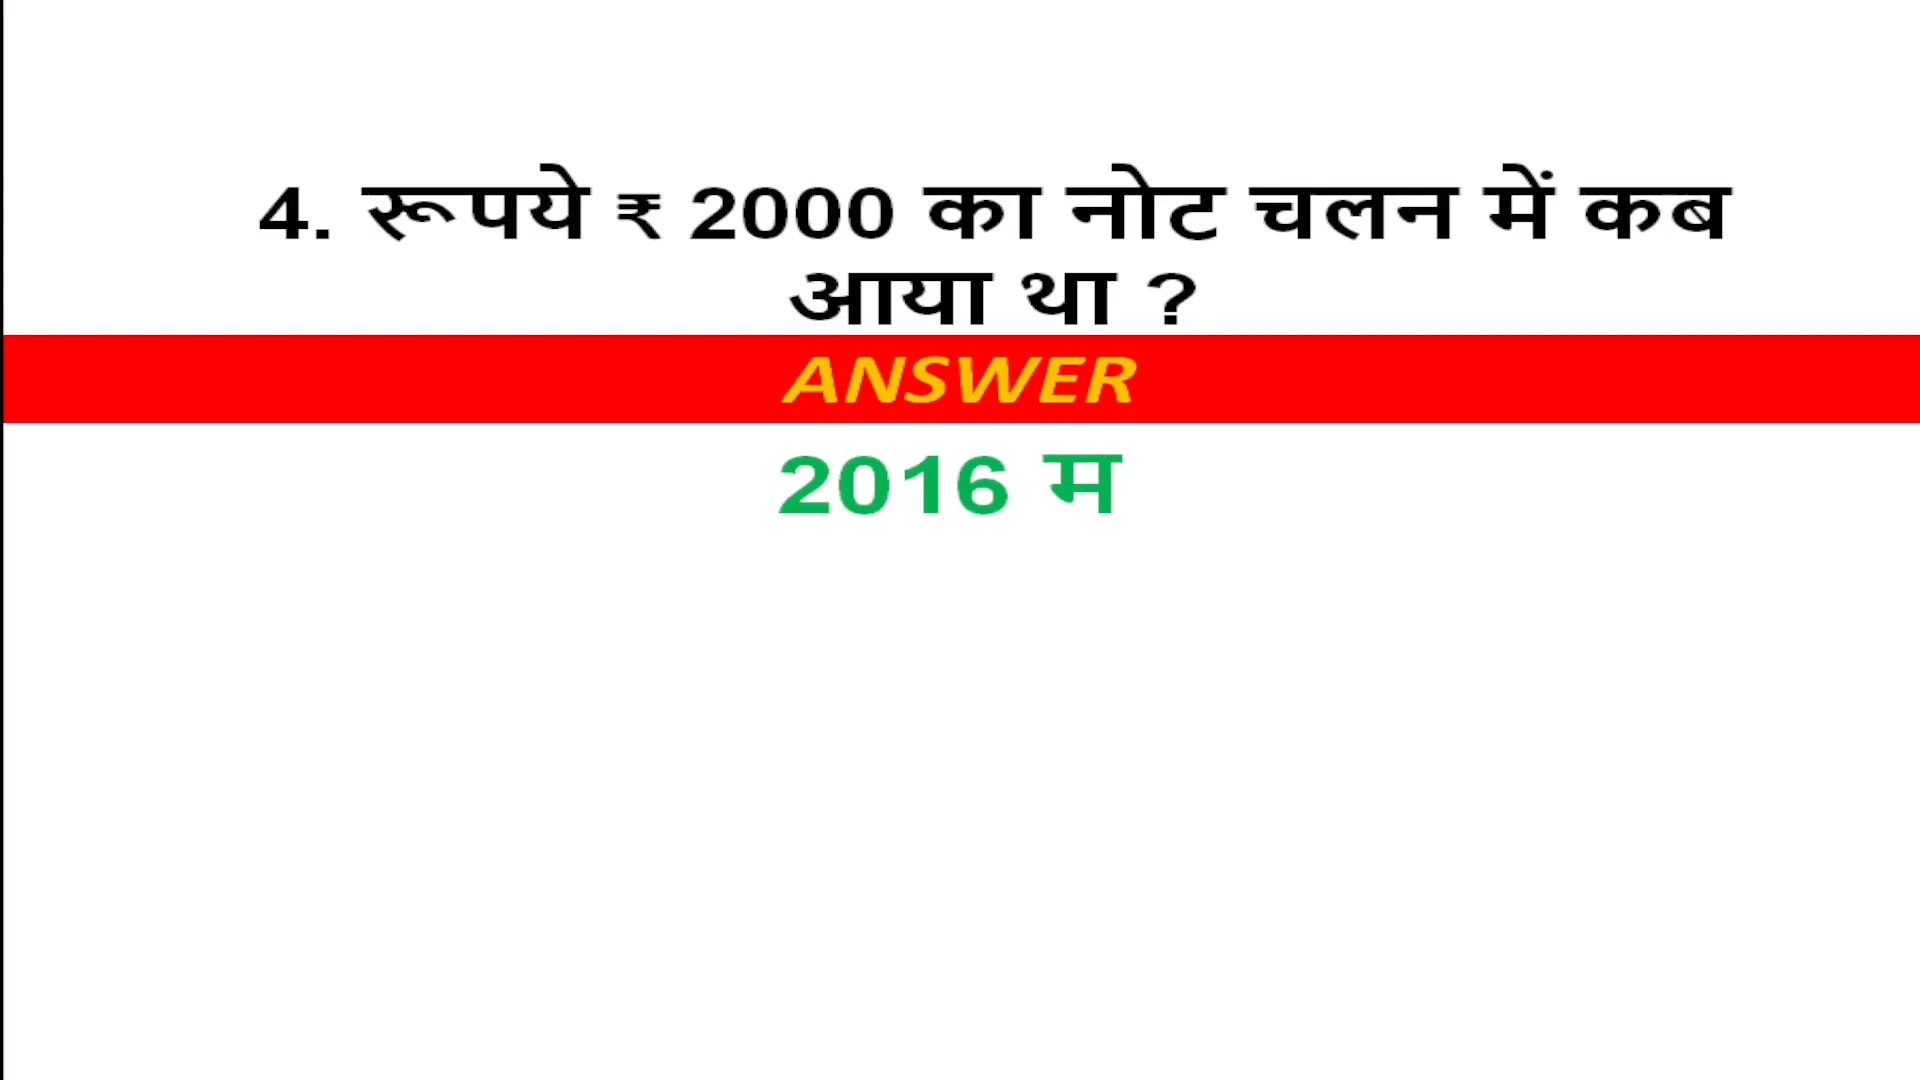 4. रूपये ₹ 2000 का नोट चलन में कब
आया था ?
ANSWER
2016 म